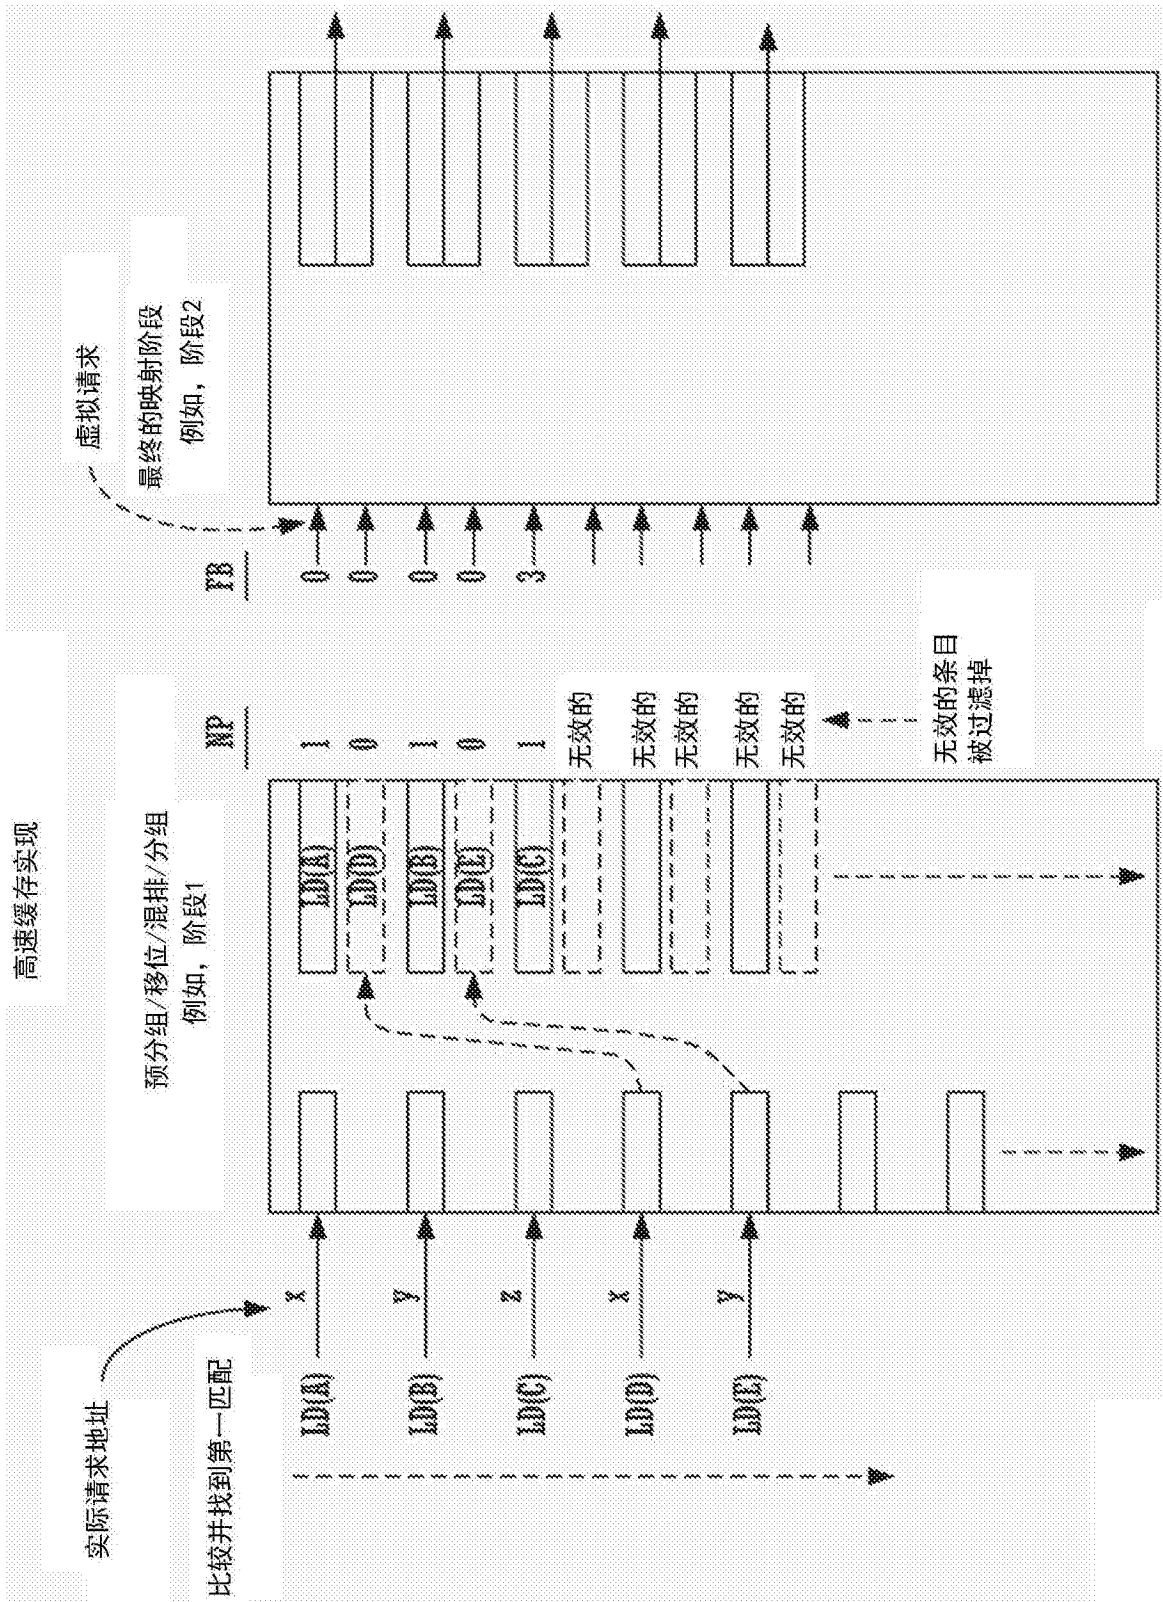 高速缓存实现
实际请求地址
比较并找到第一匹配
预分组/移位/混排/分组
例如，阶段1
虚拟请求
最终的映射阶段
例如，阶段2
NP
FB
LD(A)
x
LD(B)
y
LD(C)
z
LD(D)
x
LD(E)
y
LD(A)
1
0
LD(D)
0
0
LD(B)
1
0
LD(E)
0
0
LD(C)
1
3
无效的
无效的
无效的
无效的
无效的
无效的条目
被过滤掉